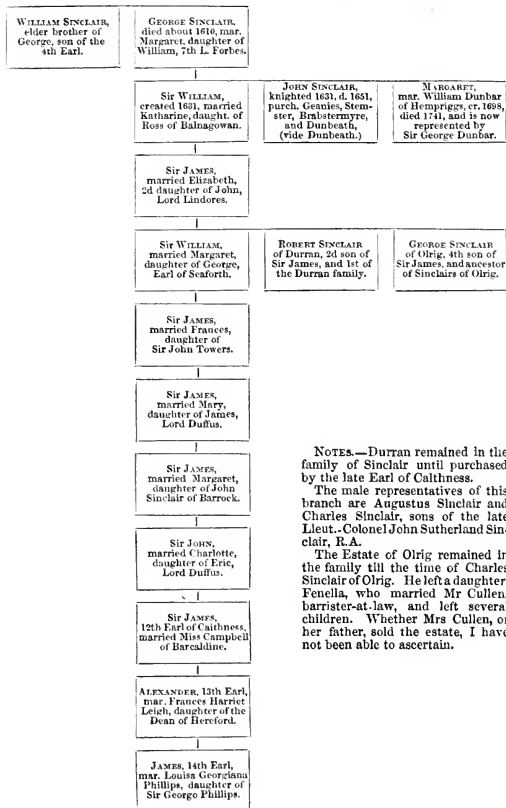 WILLIAM SINCLAIR,
elder brother of
George, son of the
4th Earl.
GEORGE SINCLAIR,
died about 1610, mar.
Margaret, daughter of
William, 7th L. Forbes.
Sir WILLIAM,
created 1631, married
Katharine, daught. of
Ross of Balnagowan.
JOHN SINCLAIR,
knighted 1631, d. 1651,
purch. Geanies, Stem-
ster, Brabstermyre,
and Dunbeath,
(vide Dunbeath.)
MARGARET,
mar. William Dunbar
of Hempriggs, cr. 1698,
died 1741, and is now
represented by
Sir George Dunbar.
Sir JAMES,
married Elizabeth,
2d daughter of John,
Lord Lindores.
Sir WILLIAM,
married Margaret,
daughter of George,
Earl of Seaforth.
ROBERT SINCLAIR
of Durran, 2d son of
Sir James, and 1st of
the Durran family.
GEORGE SINCLAIR
of Olrig, 4th son of
Sir James, and ancestor
of Sinclairs of Olrig.
Sir JAMES,
married Frances,
daughter of
Sir John Towers.
Sir JAMES,
married Mary,
daughter of James,
Lord Duffus.
Sir JAMES,
married Margaret,
daughter of John
Sinclair of Barrock.
Sir JOHN,
married Charlotte,
daughter of Eric,
Lord Duffus.
Sir JAMES,
12th Earl of Caithness,
married Miss Campbell
of Barcaldine.
ALEXANDER, 13th Earl,
mar. Frances Harriet
Leigh, daughter of the
Dean of Hereford.
JAMES, 14th Earl,
mar. Louisa Georgiana
Phillips, daughter of
Sir George Phillips.
NOTES.—Durran remained in the
family of Sinclair until purchased
by the late Earl of Caithness.
The male representatives of this
branch are Augustus Sinclair and
Charles Sinclair, sons of the late
Lieut.-Colonel John Sutherland Sin-
clair, R.A.
The Estate of Olrig remained in
the family till the time of Charles
Sinclair of Olrig. He left a daughter
Fenella, who married Mr Cullen,
barrister-at-law, and left several
children. Whether Mrs Cullen, or
her father, sold the estate, I have
not been able to ascertain.